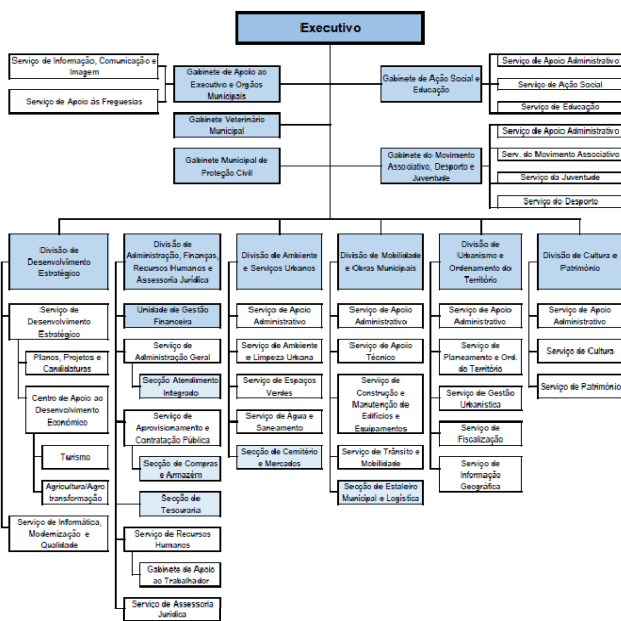 Executivo
Serviço de Informação, Comunicação e
Imagem
Serviço de Apoio às Freguesias
Gabinete de Apoio ao
Executivo e Orgãos
Municipais
Gabinete Veterinário
Municipal
Gabinete Municipal de
Proteção Civil
Gabinete de Ação Social e
Educação
Serviço de Apoio Administrativo
Serviço de Ação Social
Serviço de Educação
Gabinete do Movimento
Associativo, Desporto e
Juventude
Serviço de Apoio Administrativo
Serv. do Movimento Associativo
Serviço da Juventude
Serviço do Desporto
Divisão de
Desenvolvimento
Estratégico
Serviço de
Desenvolvimento
Estratégico
Planos, Projetos e
Candidaturas
Centro de Apoio ao
Desenvolvimento
Económico
Turismo
Agricultura/Agro
transformação
Serviço de Informática,
Modernização e
Qualidade
Divisão de
Administração, Finanças,
Recursos Humanos e
Assessoria Jurídica
Unidade de Gestão
Financeira
Serviço de
Administração Geral
Secção Atendimento
Integrado
Serviço de
Aprovisionamento e
Contratação Pública
Secção de Compras
e Armazém
Secção de
Tesouraria
Serviço de Recursos
Humanos
Gabinete de Apoio
ao Trabalhador
Serviço de Assessoria
Jurídica
Divisão de Ambiente
e Serviços Urbanos
Serviço de Apoio
Administrativo
Serviço de Ambiente
e Limpeza Urbana
Serviço de Espaços
Verdes
Serviço de Agua e
Saneamento
Secção de Cemitério
e Mercados
Divisão de Mobilidade
e Obras Municipais
Serviço de Apoio
Administrativo
Serviço de Apoio
Técnico
Serviço de
Construção e
Manutenção de
Edifícios e
Equipamentos
Serviço de Trânsito e
Mobilidade
Secção de Estaleiro
Municipal e Logística
Divisão de
Urbanismo e
Ordenamento do
Território
Serviço de Apoio
Administrativo
Serviço de
Planeamento e Ord.
do Território
Serviço de Gestão
Urbanística
Serviço de
Fiscalização
Serviço de
Informação
Geográfica
Divisão de Cultura e
Património
Serviço de Apoio
Administrativo
Serviço de Cultura
Serviço de Património